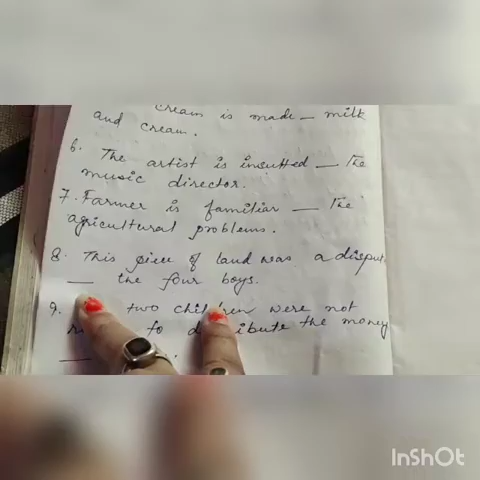 cream is made _ milk
and cream.
6. The artist is insulted _ the
music director.
7. Farmer is familiar _ the
agricultural problems.
8. This piece of land was a disput
_ the four boys.
9. two children were not
to the money
_
InShOt